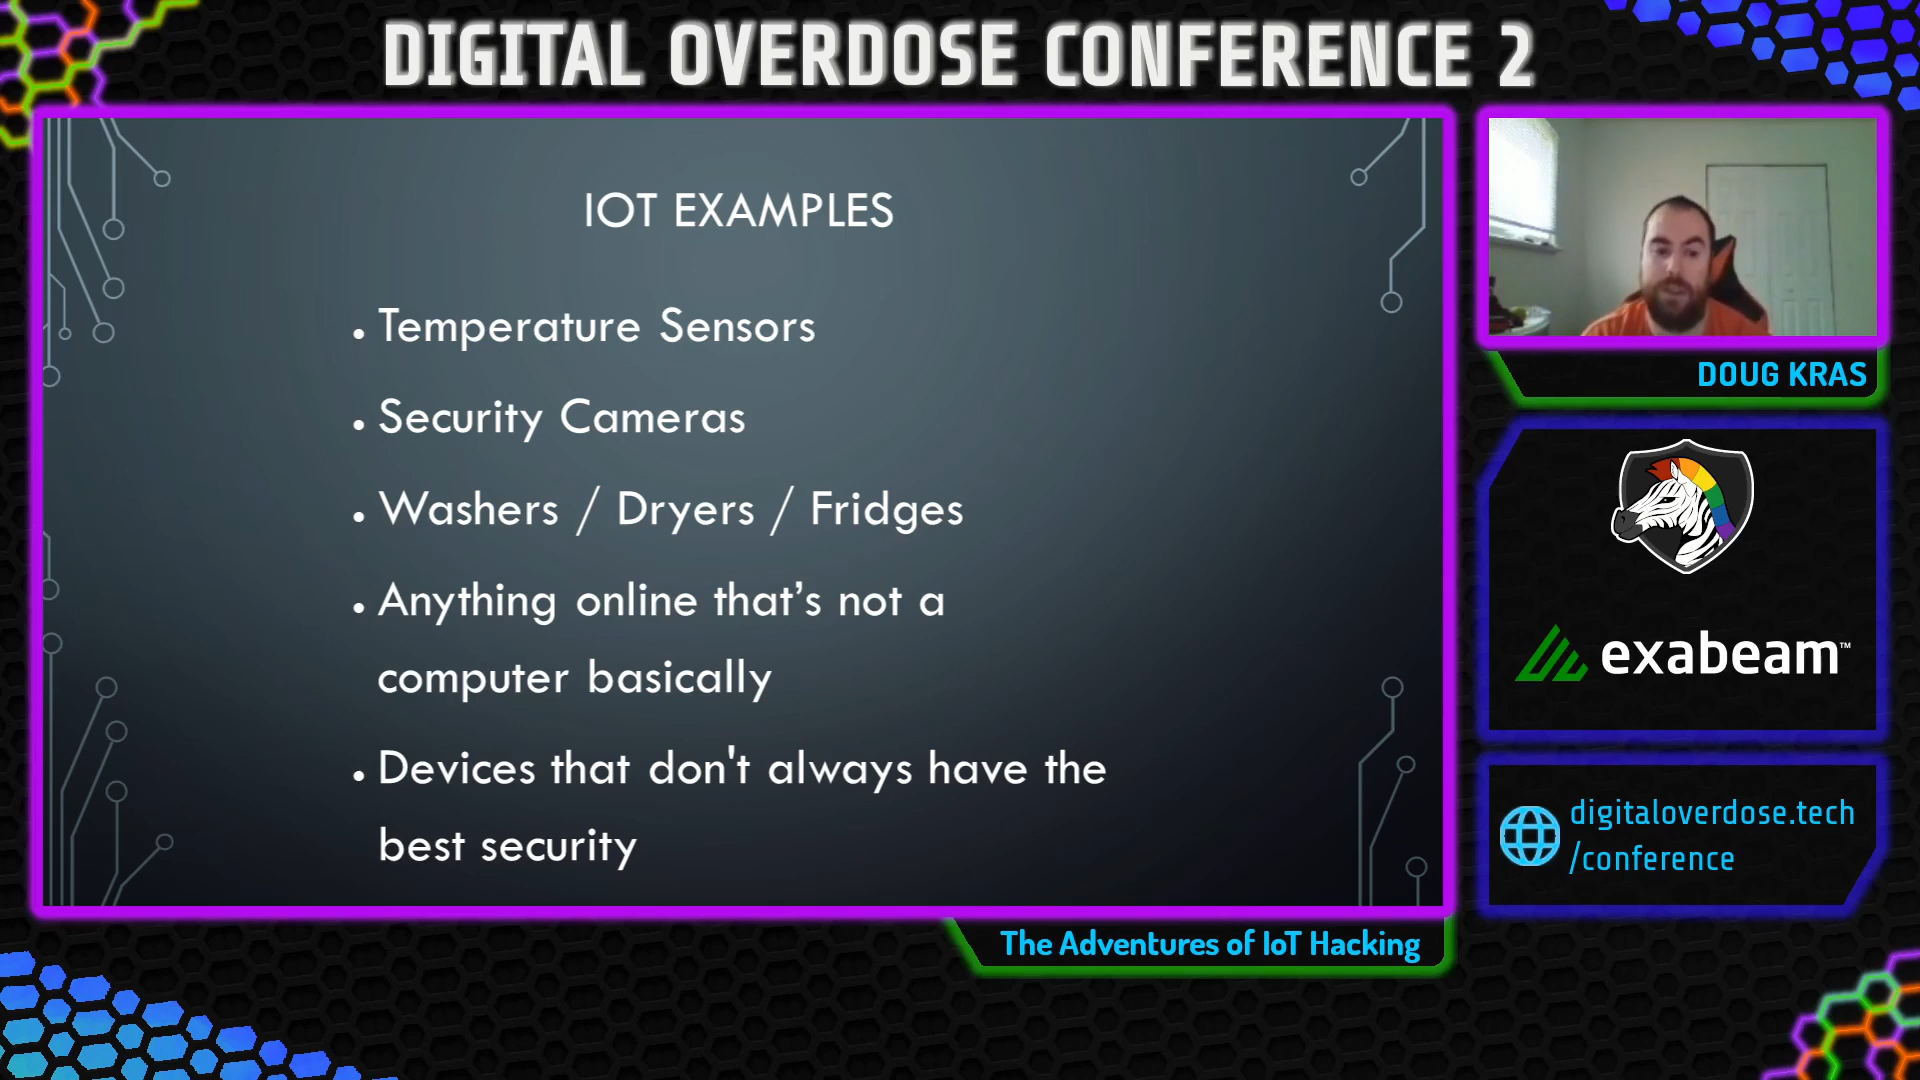 DIGITAL OVERDOSE CONFERENCE 2
IOT EXAMPLES
• Temperature Sensors
• Security Cameras
• Washers / Dryers / Fridges
• Anything online that’s not a
computer basically
• Devices that don't always have the
best security
The Adventures of IoT Hacking
DOUG KRAS
exabeam™
digitaloverdose.tech
/conference